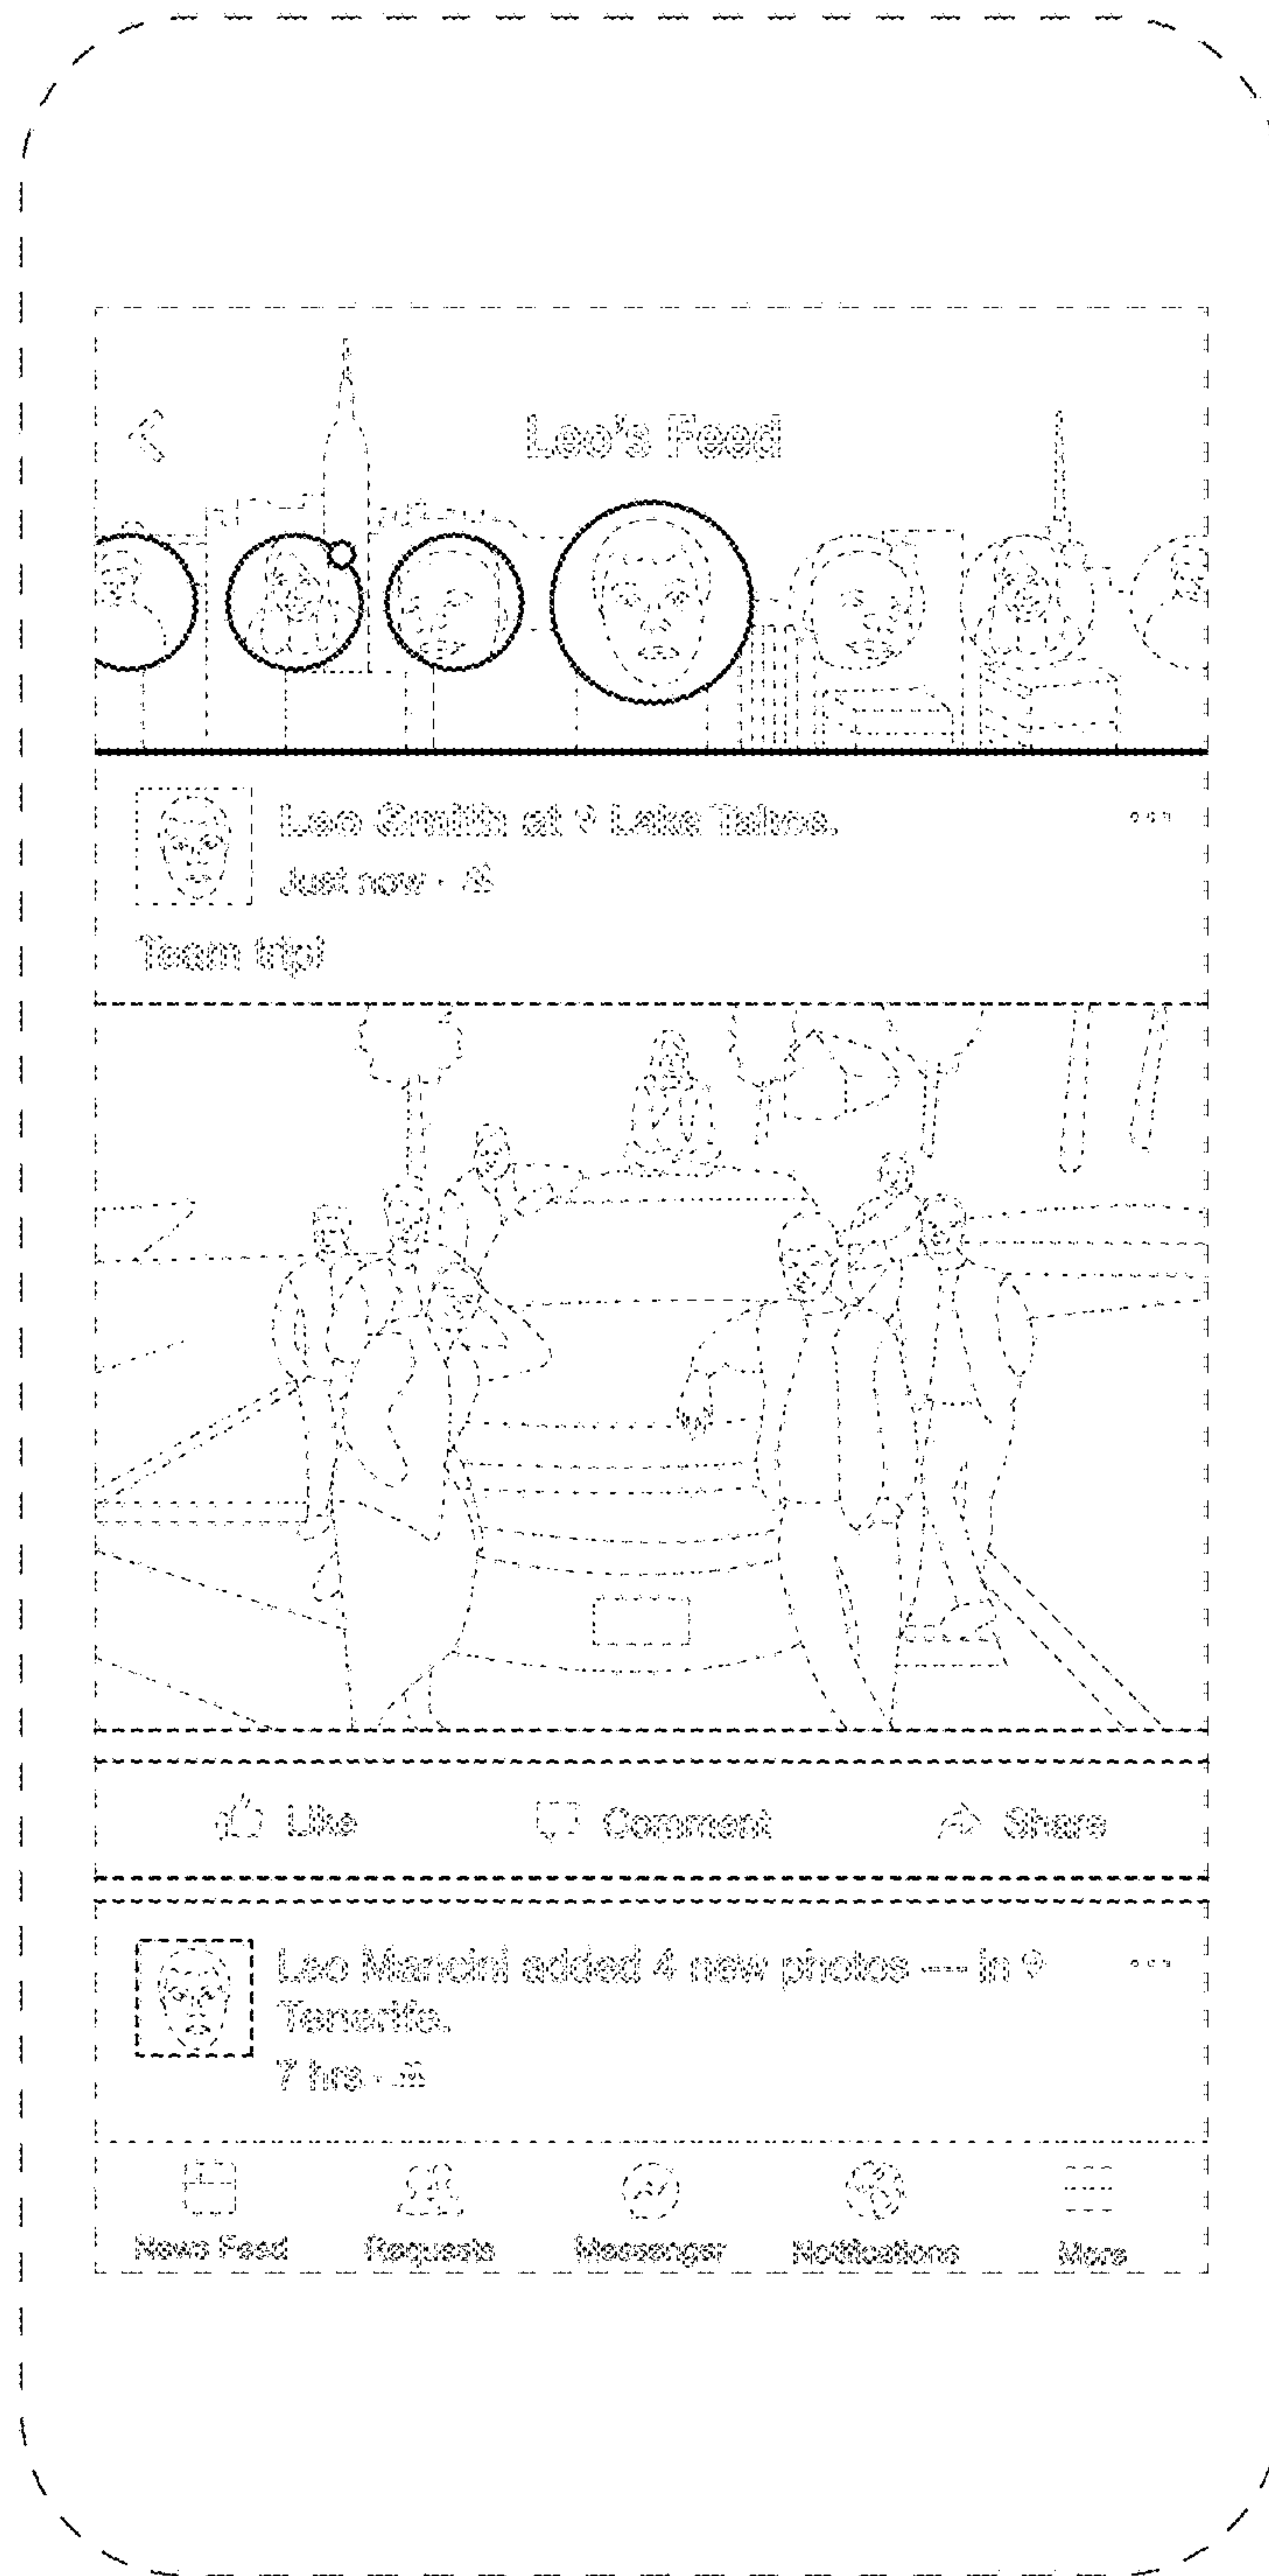 Leo's Feed
Leo Smith at Lake Tahoe.
Just now ·
Team trip!
Like Comment Share
Leo Mancini added 4 new photos — in
Tenerife.
7 hrs ·
News Feed Requests Messenger Notifications More